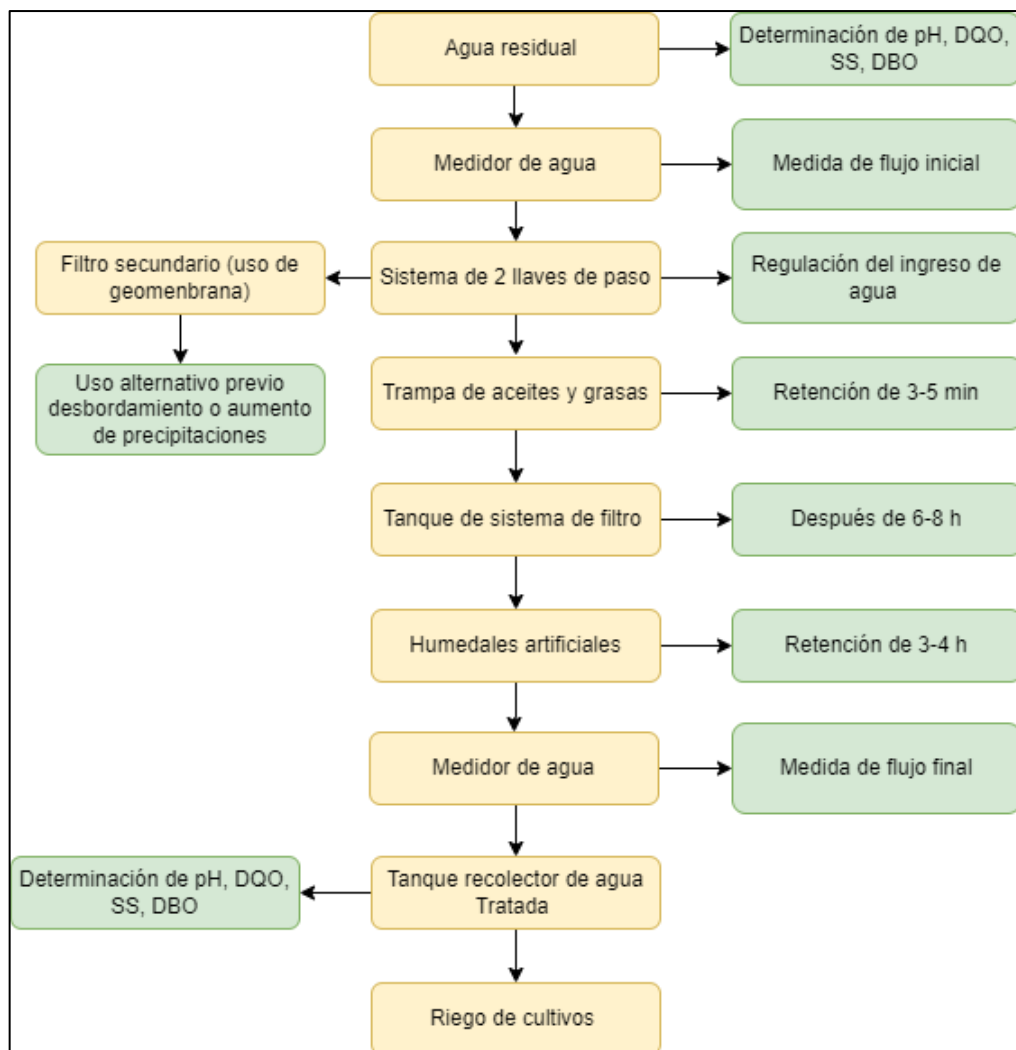 Agua residual
Determinación de pH, DQO,
SS, DBO
Medidor de agua
Medida de flujo inicial
Filtro secundario (uso de
geomenbrana)
Sistema de 2 llaves de paso
Regulación del ingreso de
agua
Uso alternativo previo
desbordamiento o aumento
de precipitaciones
Trampa de aceites y grasas
Retención de 3-5 min
Tanque de sistema de filtro
Después de 6-8 h
Humedales artificiales
Retención de 3-4 h
Medidor de agua
Medida de flujo final
Determinación de pH, DQO,
SS, DBO
Tanque recolector de agua
Tratada
Riego de cultivos